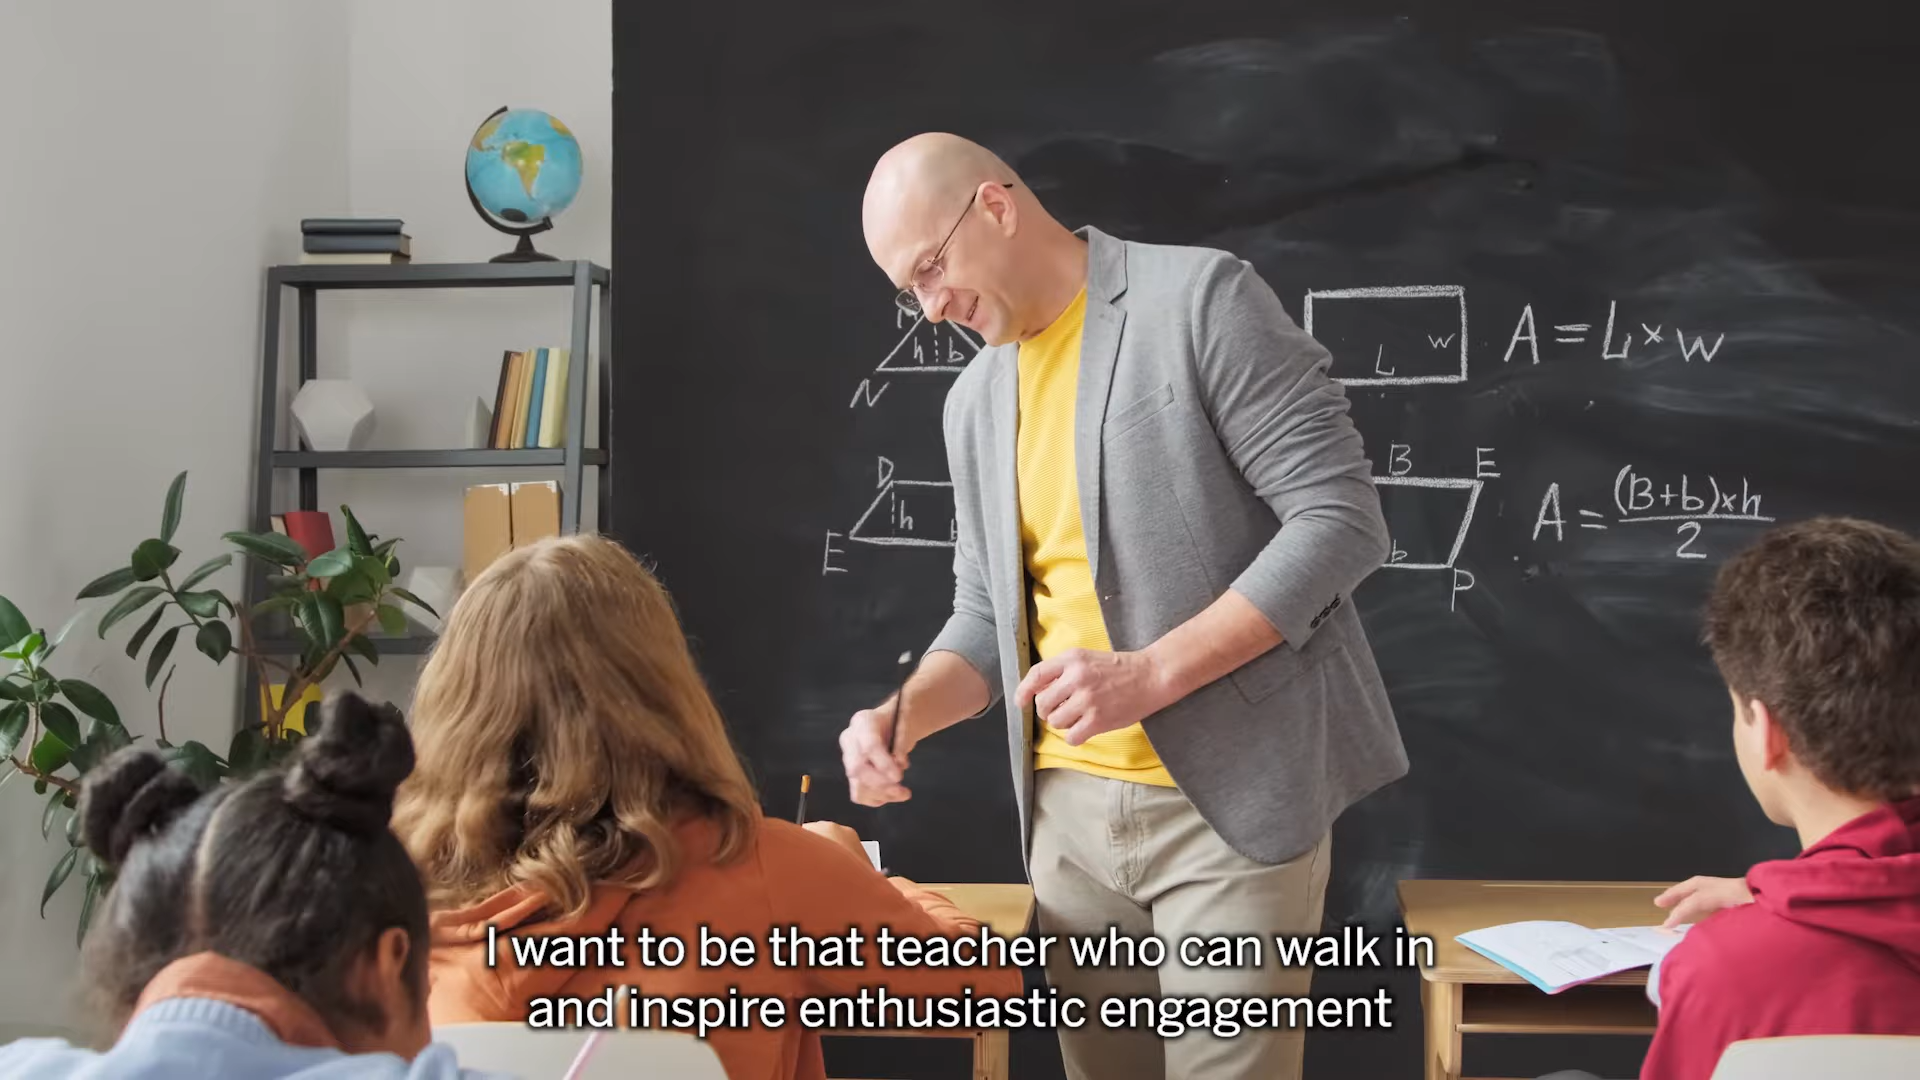 h b
N
L w
A = L × w
D
h
E
B E
b
P
A = (B+b)×h
2
I want to be that teacher who can walk in
and inspire enthusiastic engagement